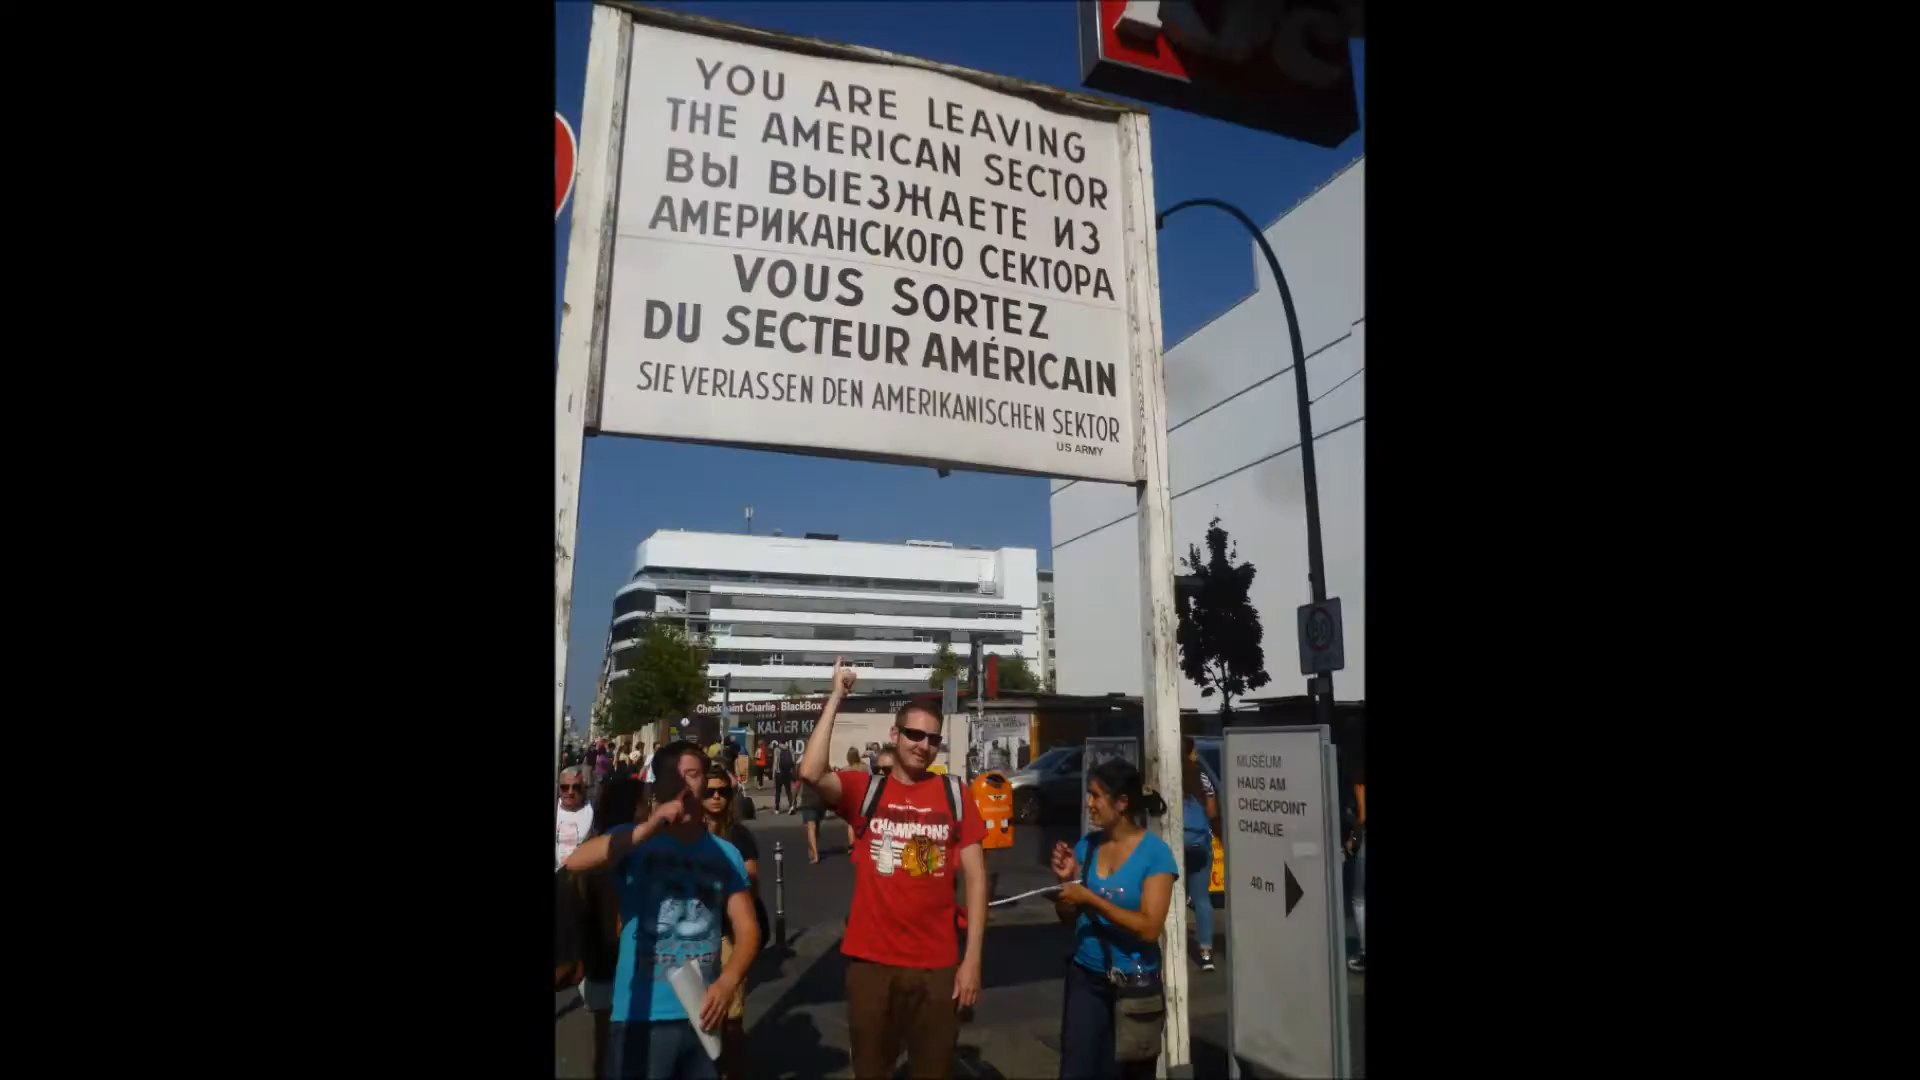 YOU ARE LEAVING
THE AMERICAN SECTOR
ВЫ ВЫЕЗЖАЕТЕ ИЗ
АМЕРИКАНСКОГО СЕКТОРА
VOUS SORTEZ
DU SECTEUR AMÉRICAIN
SIE VERLASSEN DEN AMERIKANISCHEN SEKTOR
US ARMY
Checkpoint Charlie BlackBox
KALTER
CHAMPIONS
MUSEUM
HAUS AM
CHECKPOINT
CHARLIE
40 m